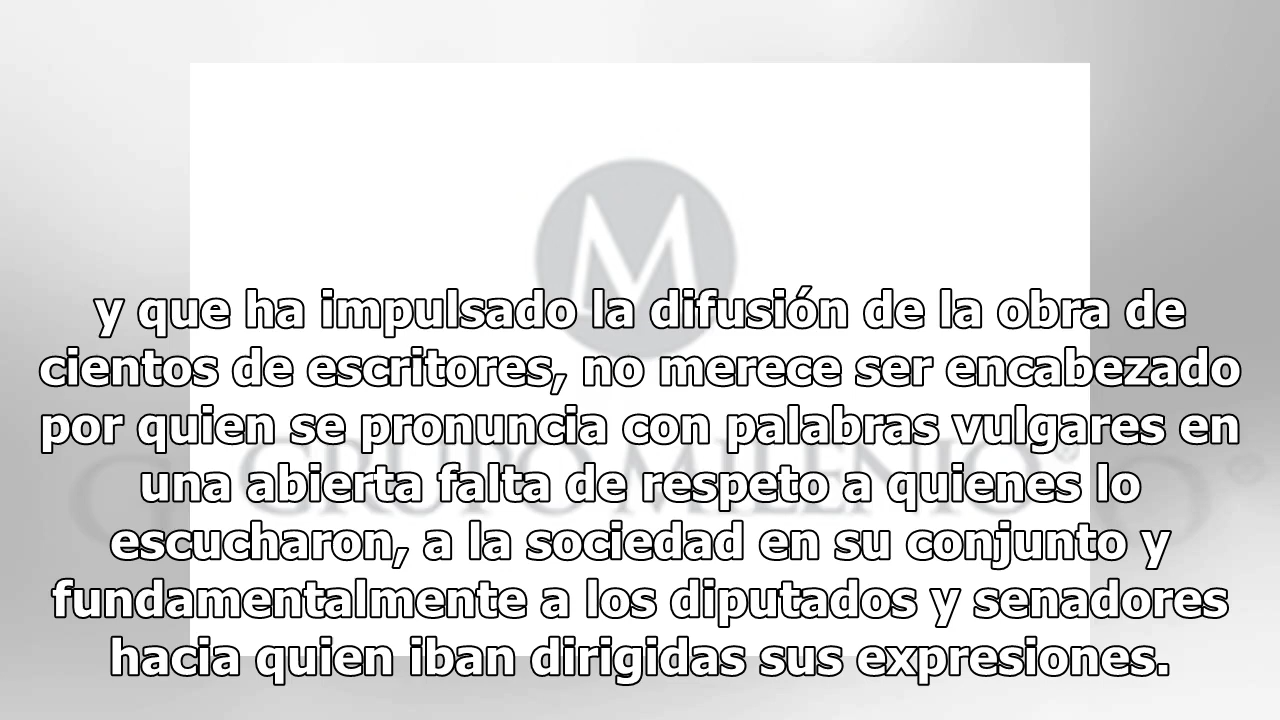 M
y que ha impulsado la difusión de la obra de
cientos de escritores, no merece ser encabezado
por quien se pronuncia con palabras vulgares en
GRUPO MILENIO®
una abierta falta de respeto a quienes lo
escucharon, a la sociedad en su conjunto y
fundamentalmente a los diputados y senadores
hacia quien iban dirigidas sus expresiones.